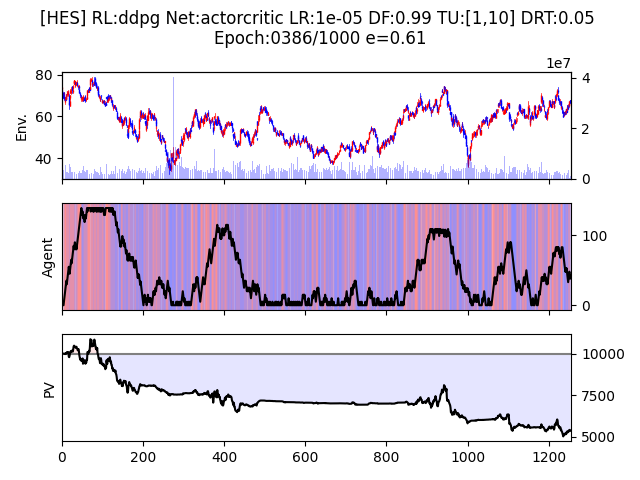 [HES] RL:ddpg Net:actorcritic LR:1e-05 DF:0.99 TU:[1,10] DRT:0.05
Epoch:0386/1000 e=0.61
1e7
80
60
40
Env.
4
2
0
Agent
100
0
PV
10000
7500
5000
0 200 400 600 800 1000 1200